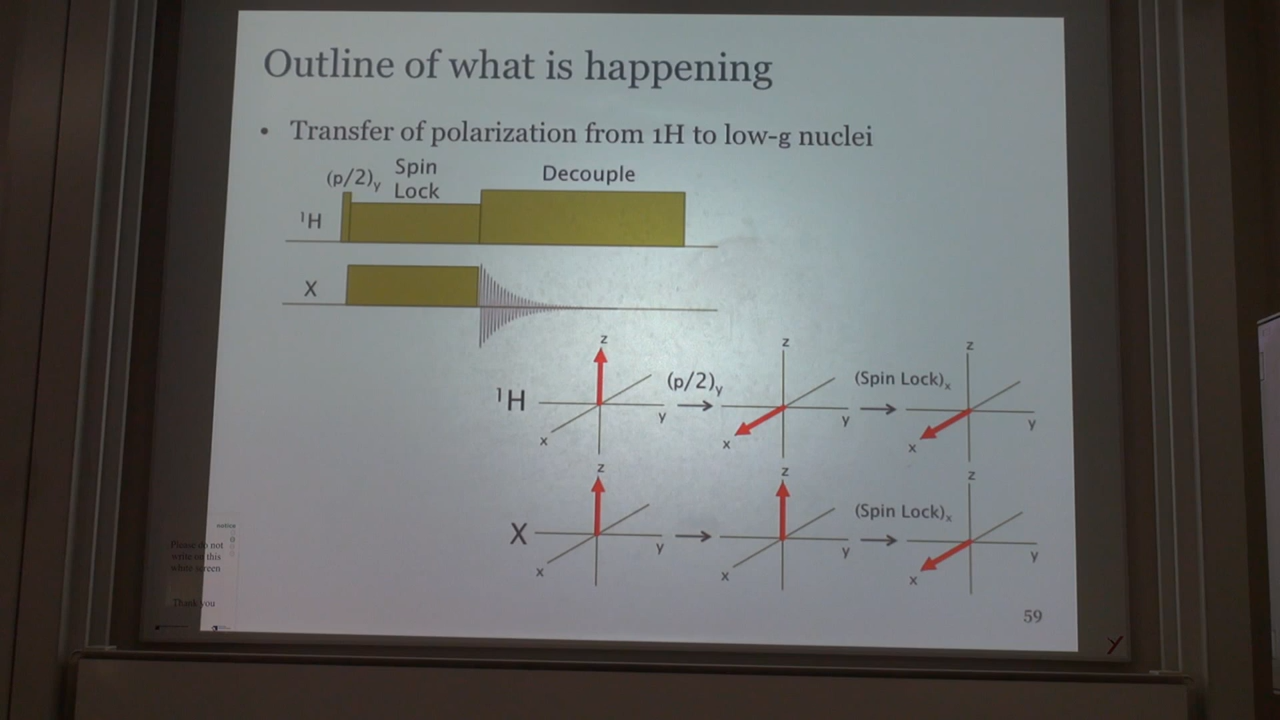 Outline of what is happening
• Transfer of polarization from 1H to low-g nuclei
(p/2)y Spin Lock Decouple
¹H
X
z z z
¹H (p/2)y (Spin Lock)x
x y x y x y
z z z
X (Spin Lock)x
x y x y x y
59
notice
Please do not
write on this
white screen
Thank you